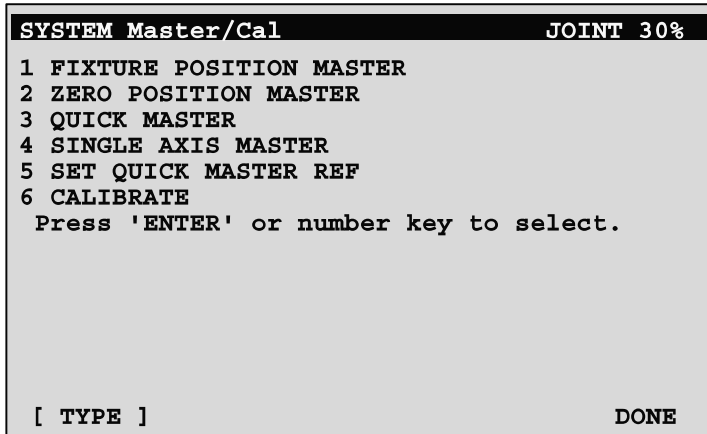 SYSTEM Master/Cal JOINT 30%
1 FIXTURE POSITION MASTER
2 ZERO POSITION MASTER
3 QUICK MASTER
4 SINGLE AXIS MASTER
5 SET QUICK MASTER REF
6 CALIBRATE
Press 'ENTER' or number key to select.
[ TYPE ] DONE